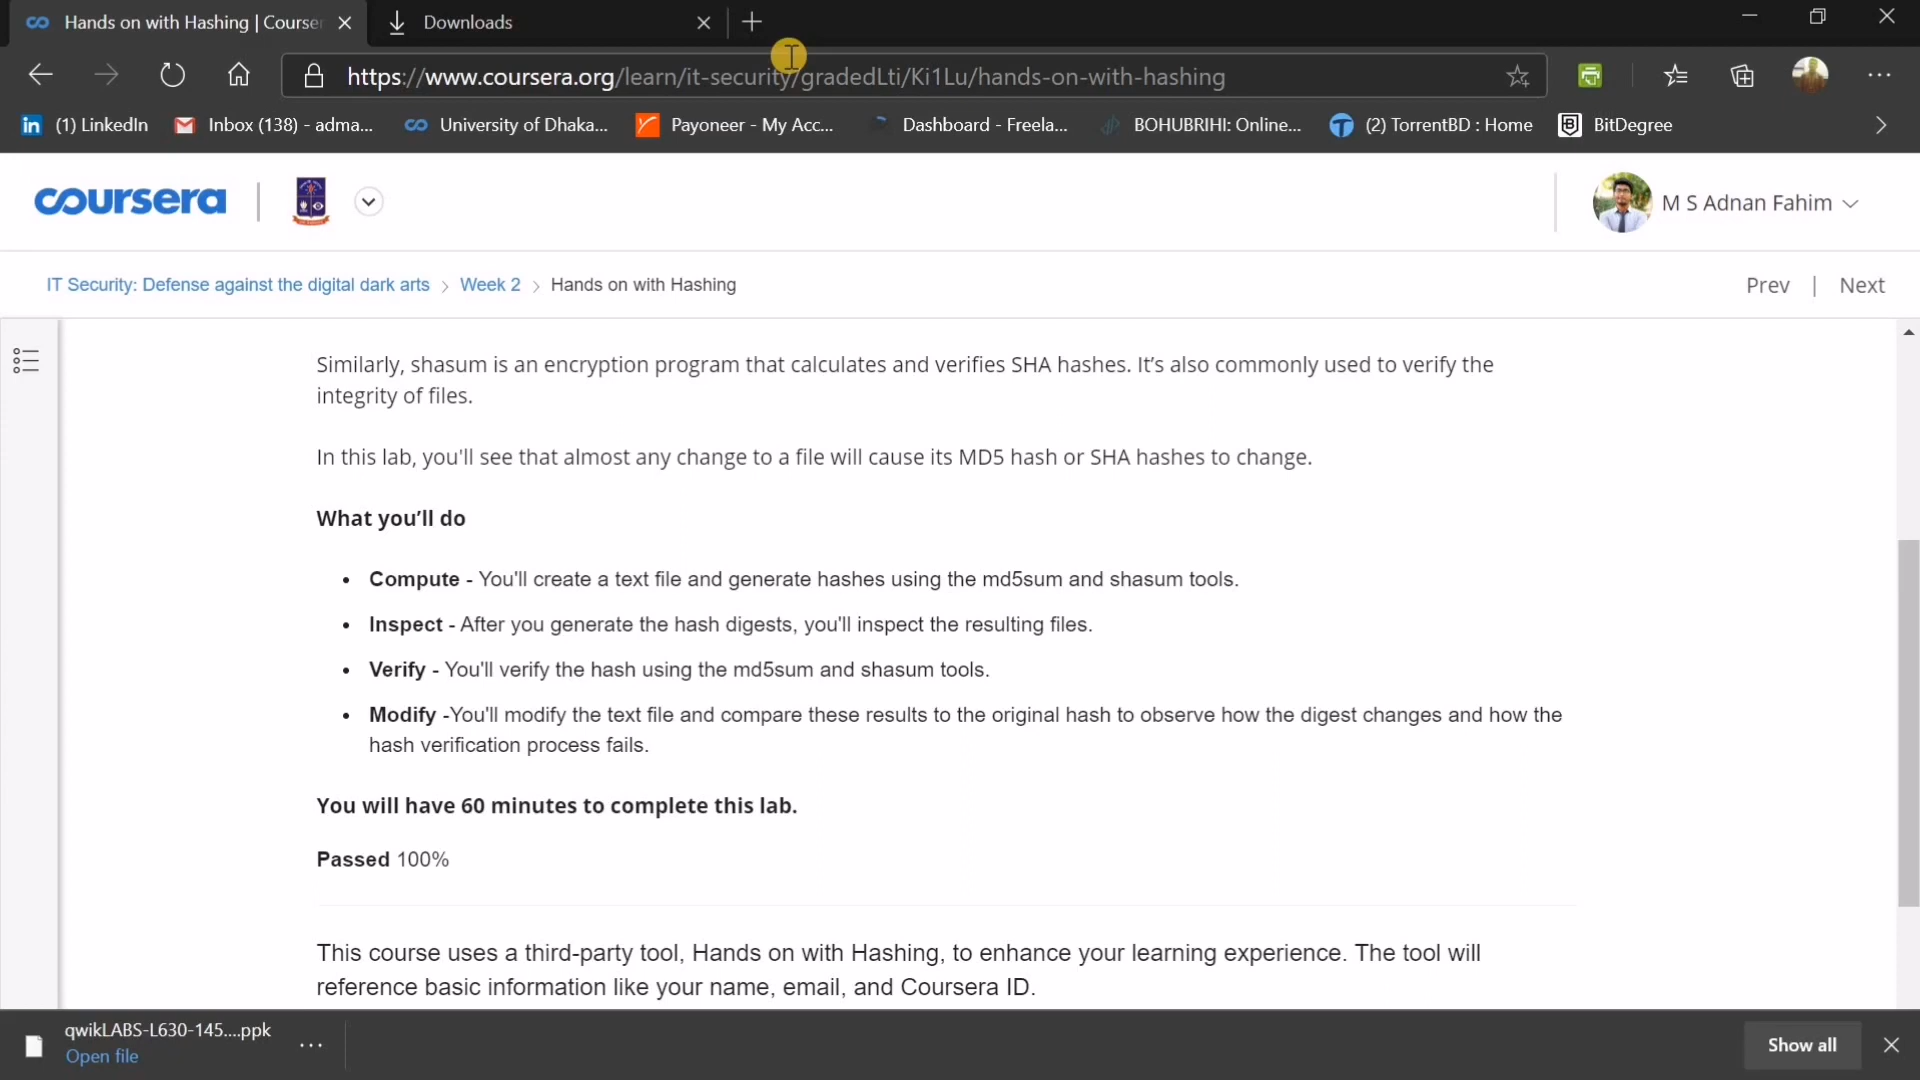 Hands on with Hashing | Courser
Downloads
https://www.coursera.org/learn/it-security/gradedLti/Ki1Lu/hands-on-with-hashing
(1) LinkedIn
Inbox (138) - adma...
University of Dhaka...
Payoneer - My Acc...
Dashboard - Freela...
BOHUBRIHI: Online...
(2) TorrentBD : Home
BitDegree
coursera
M S Adnan Fahim
IT Security: Defense against the digital dark arts > Week 2 > Hands on with Hashing
Prev | Next
Similarly, shasum is an encryption program that calculates and verifies SHA hashes. It’s also commonly used to verify the
integrity of files.
In this lab, you'll see that almost any change to a file will cause its MD5 hash or SHA hashes to change.
What you’ll do
• Compute - You'll create a text file and generate hashes using the md5sum and shasum tools.
• Inspect - After you generate the hash digests, you'll inspect the resulting files.
• Verify - You'll verify the hash using the md5sum and shasum tools.
• Modify -You'll modify the text file and compare these results to the original hash to observe how the digest changes and how the
hash verification process fails.
You will have 60 minutes to complete this lab.
Passed 100%
This course uses a third-party tool, Hands on with Hashing, to enhance your learning experience. The tool will
reference basic information like your name, email, and Coursera ID.
qwikLABS-L630-145....ppk
Open file
Show all